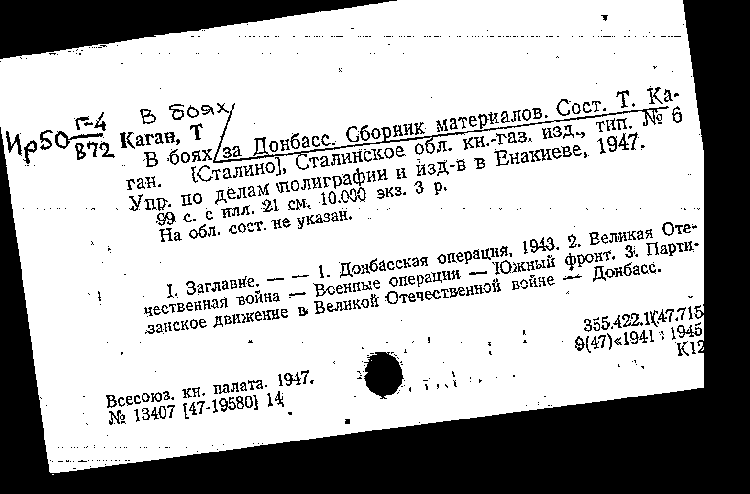 В боях
Ир50 Г-4
В72
Каган, Т
В боях/за Донбасс. Сборник материалов. Сост. Т. Ка-
ган. [Сталино], Сталинское обл. кн.-газ. изд., тип. № 6
Упр. по делам полиграфии и изд-в в Енакиеве, 1947.
99 с. с илл. 21 см. 10.000 экз. 3 р.
На обл. сост. не указан.
I. Заглавие. — — 1. Донбасская операция, 1943. 2. Великая Оте-
чественная война — Военные операции — Южный фронт. 3. Парти-
занское движение в Великой Отечественной войне — Донбасс.
355.422.1(47.715
9(47)«1941 : 1945
К12
Всесоюз. кн. палата. 1947.
№ 13407 [47-19580] 14